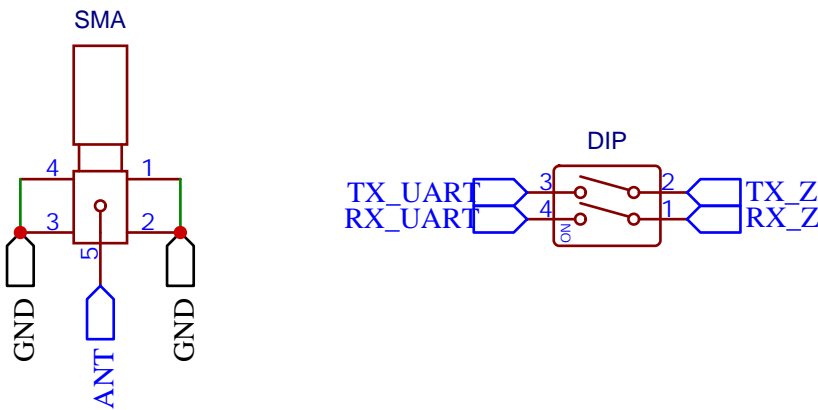 SMA
4 1
3 2
5
GND
ANT
GND
DIP
TX_UART 3 2 TX_Z
RX_UART 4 1 RX_Z
ON